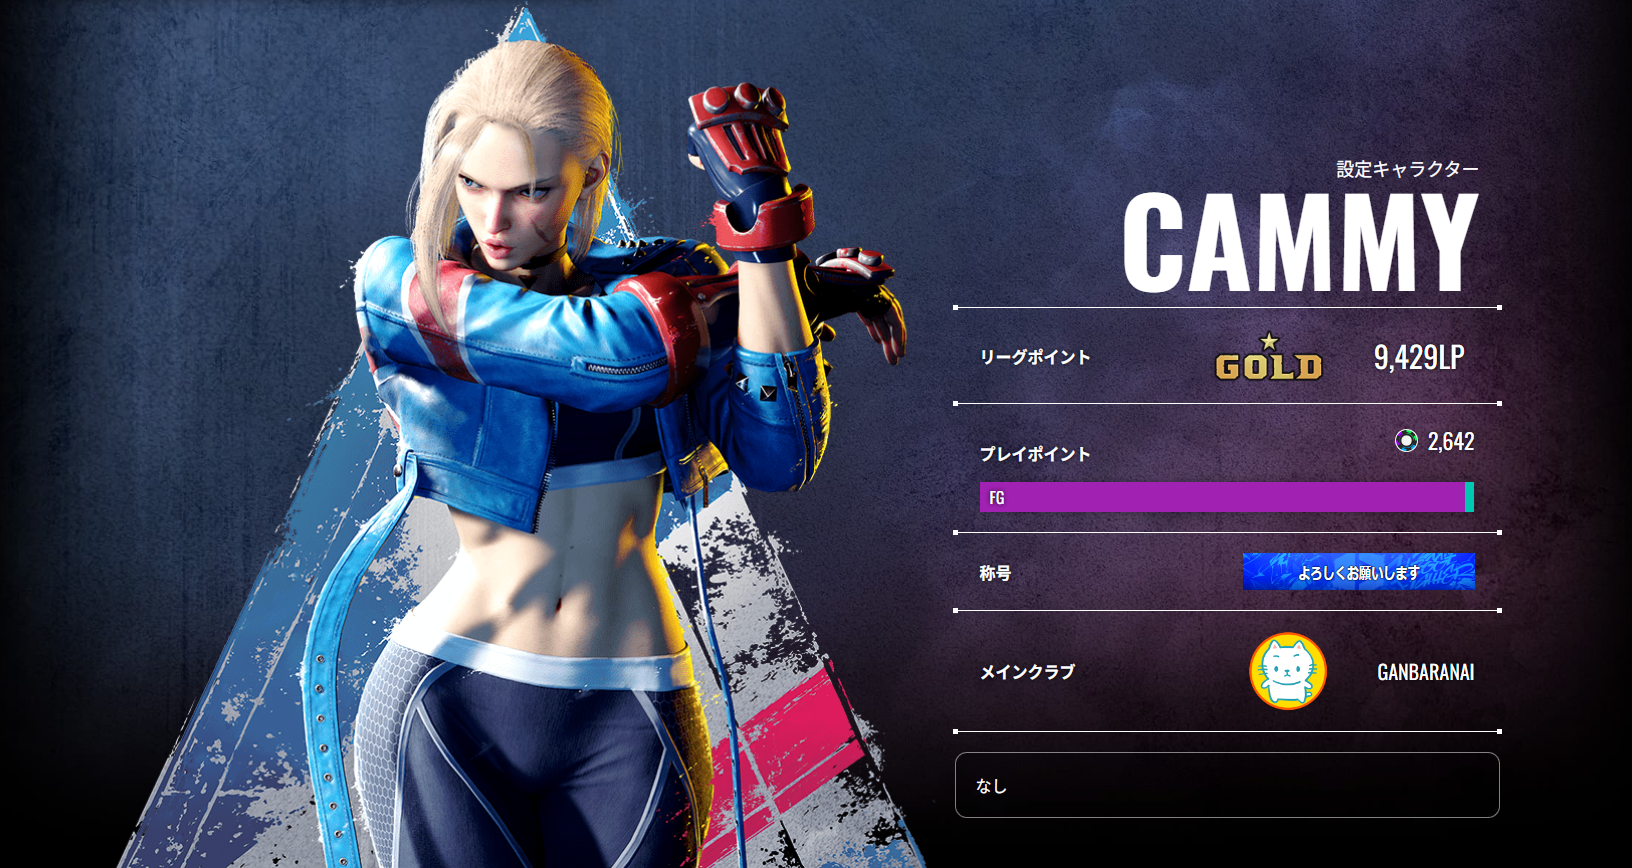 設定キャラクター
CAMMY
リーグポイント
GOLD
9,429LP
プレイポイント
2,642
FG
称号
よろしくお願いします
メインクラブ
GANBARANAI
なし